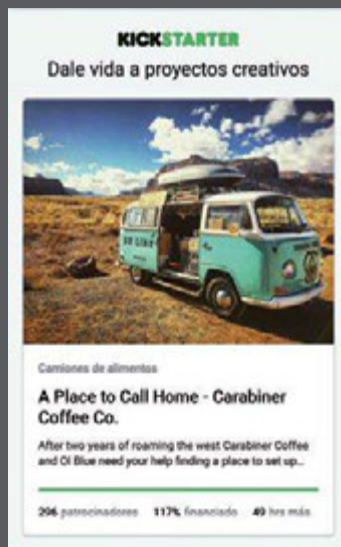 KICKSTARTER
Dale vida a proyectos creativos
Camiones de alimentos
A Place to Call Home - Carabiner
Coffee Co.
After two years of roaming the west Carabiner Coffee
and Ol Blue need your help finding a place to set up...
296 patrocinadores 117% financiado 49 hrs más